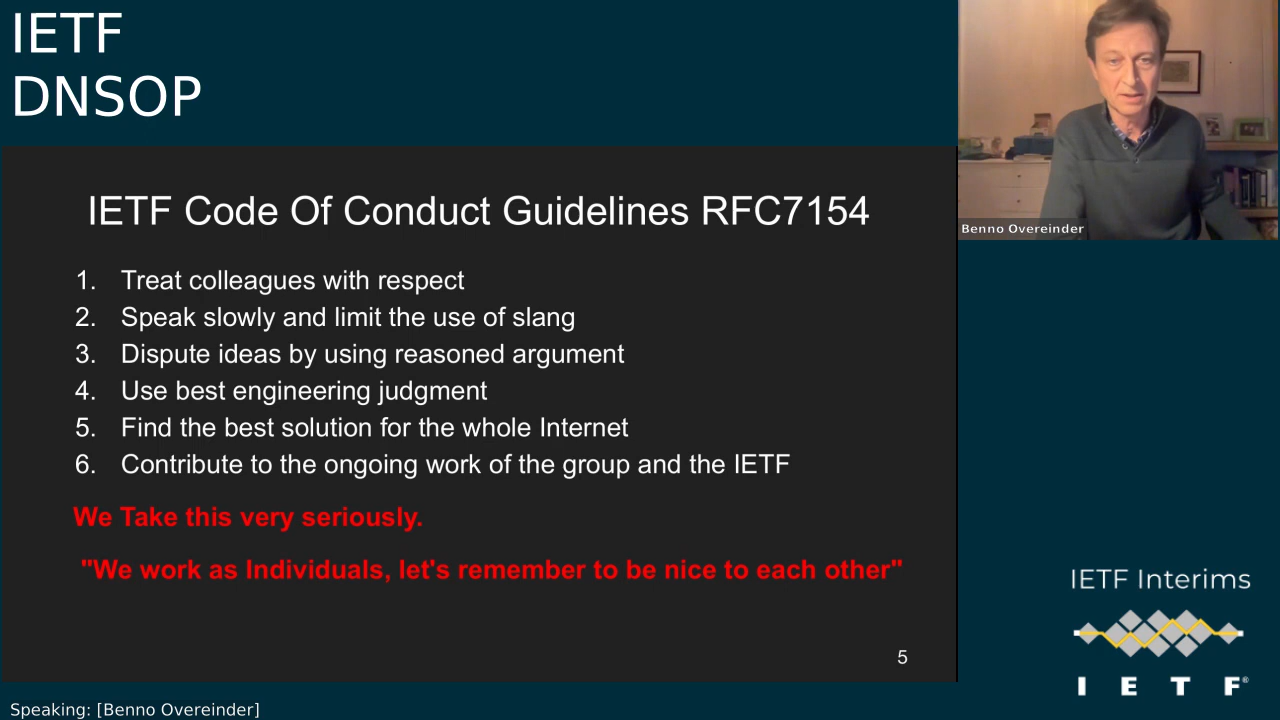 IETF
DNSOP
Benno Overeinder
IETF Code Of Conduct Guidelines RFC7154
1. Treat colleagues with respect
2. Speak slowly and limit the use of slang
3. Dispute ideas by using reasoned argument
4. Use best engineering judgment
5. Find the best solution for the whole Internet
6. Contribute to the ongoing work of the group and the IETF
We Take this very seriously.
"We work as Individuals, let's remember to be nice to each other"
5
IETF Interims
I E T F®
Speaking: [Benno Overeinder]